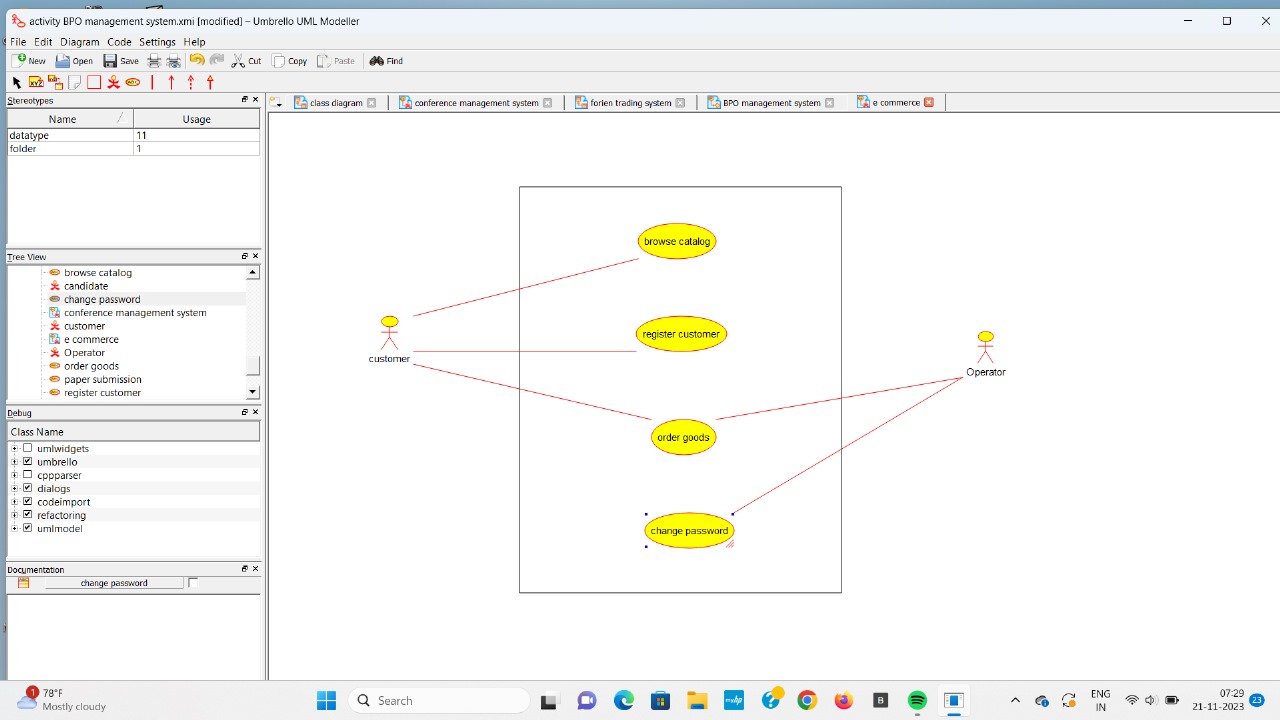 activity BPO management system.xmi [modified] – Umbrello UML Modeller
File Edit Diagram Code Settings Help
New Open Save Cut Copy Paste Find
Stereotypes
Name Usage
datatype 11
folder 1
Tree View
browse catalog
candidate
change password
conference management system
customer
e commerce
Operator
order goods
paper submission
register customer
Debug
Class Name
umlwidgets
umbrello
cppparser
dialogs
codeimport
refactoring
umlmodel
Documentation
change password
class diagram conference management system forien trading system BPO management system e commerce
browse catalog
register customer
customer
Operator
order goods
change password
1
78°F
Mostly cloudy
Search
myhp
B
ENG
IN
07:29
21-11-2023
23